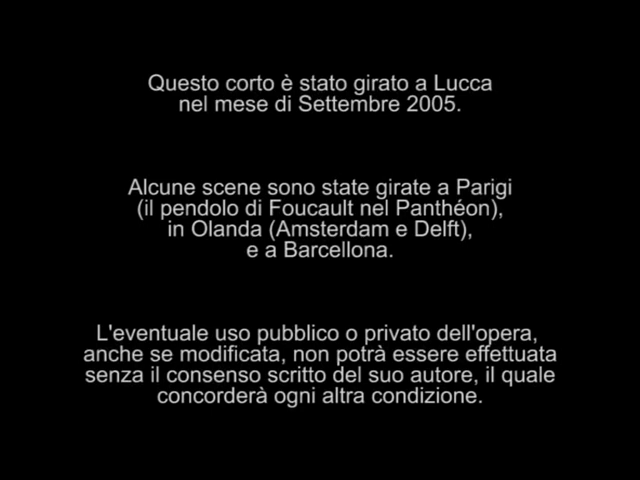 Questo corto è stato girato a Lucca
nel mese di Settembre 2005.
Alcune scene sono state girate a Parigi
(il pendolo di Foucault nel Panthéon),
in Olanda (Amsterdam e Delft),
e a Barcellona.
L'eventuale uso pubblico o privato dell'opera,
anche se modificata, non potrà essere effettuata
senza il consenso scritto del suo autore, il quale
concorderà ogni altra condizione.